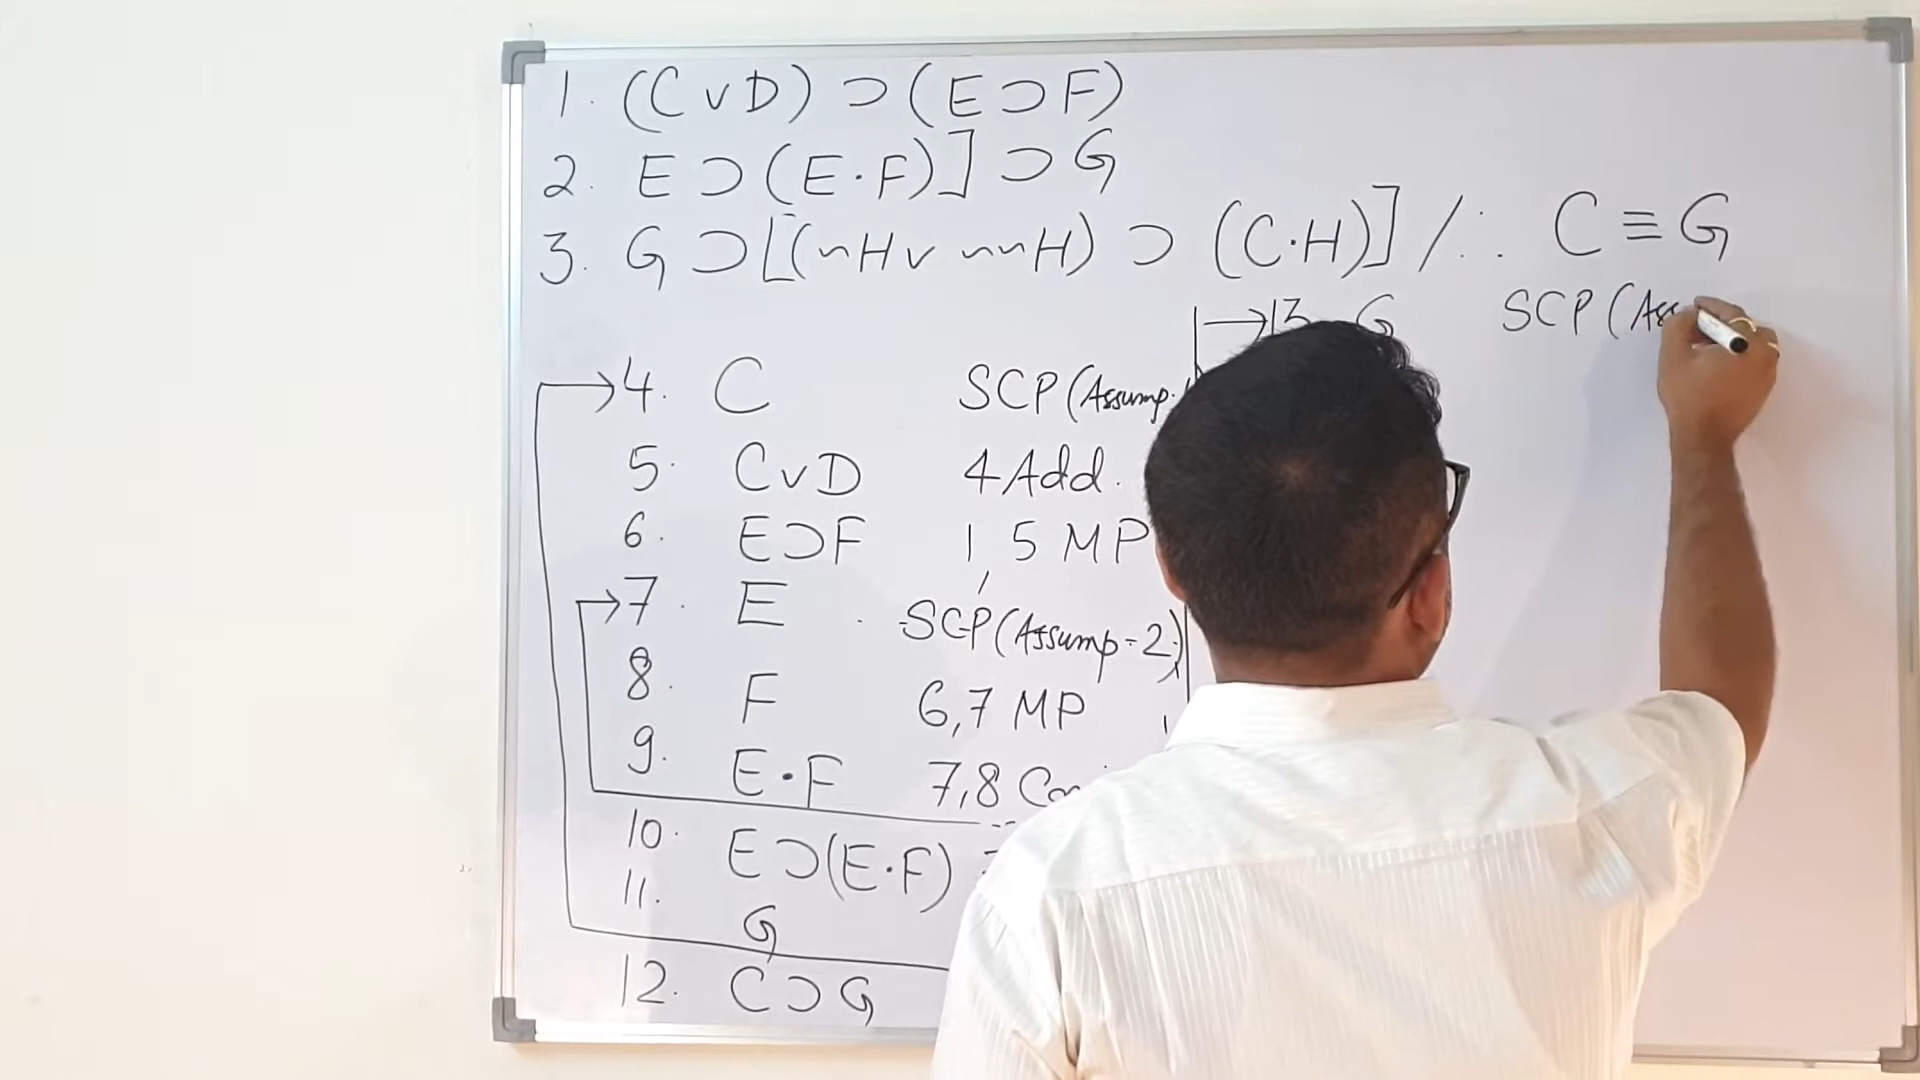 1. (C v D) ⊃ (E ⊃ F)
2. E ⊃ (E · F)] ⊃ G
3. G ⊃ [(~H v ~~H) ⊃ (C · H)] / ∴ C ≡ G
4. C SCP (Assump.
5. C v D 4 Add.
6. E ⊃ F 1, 5 MP
7. E SCP (Assump-2)
8. F 6,7 MP
9. E · F 7,8
10. E ⊃ (E · F)
11. G
12. C ⊃ G
13. G SCP (Ass